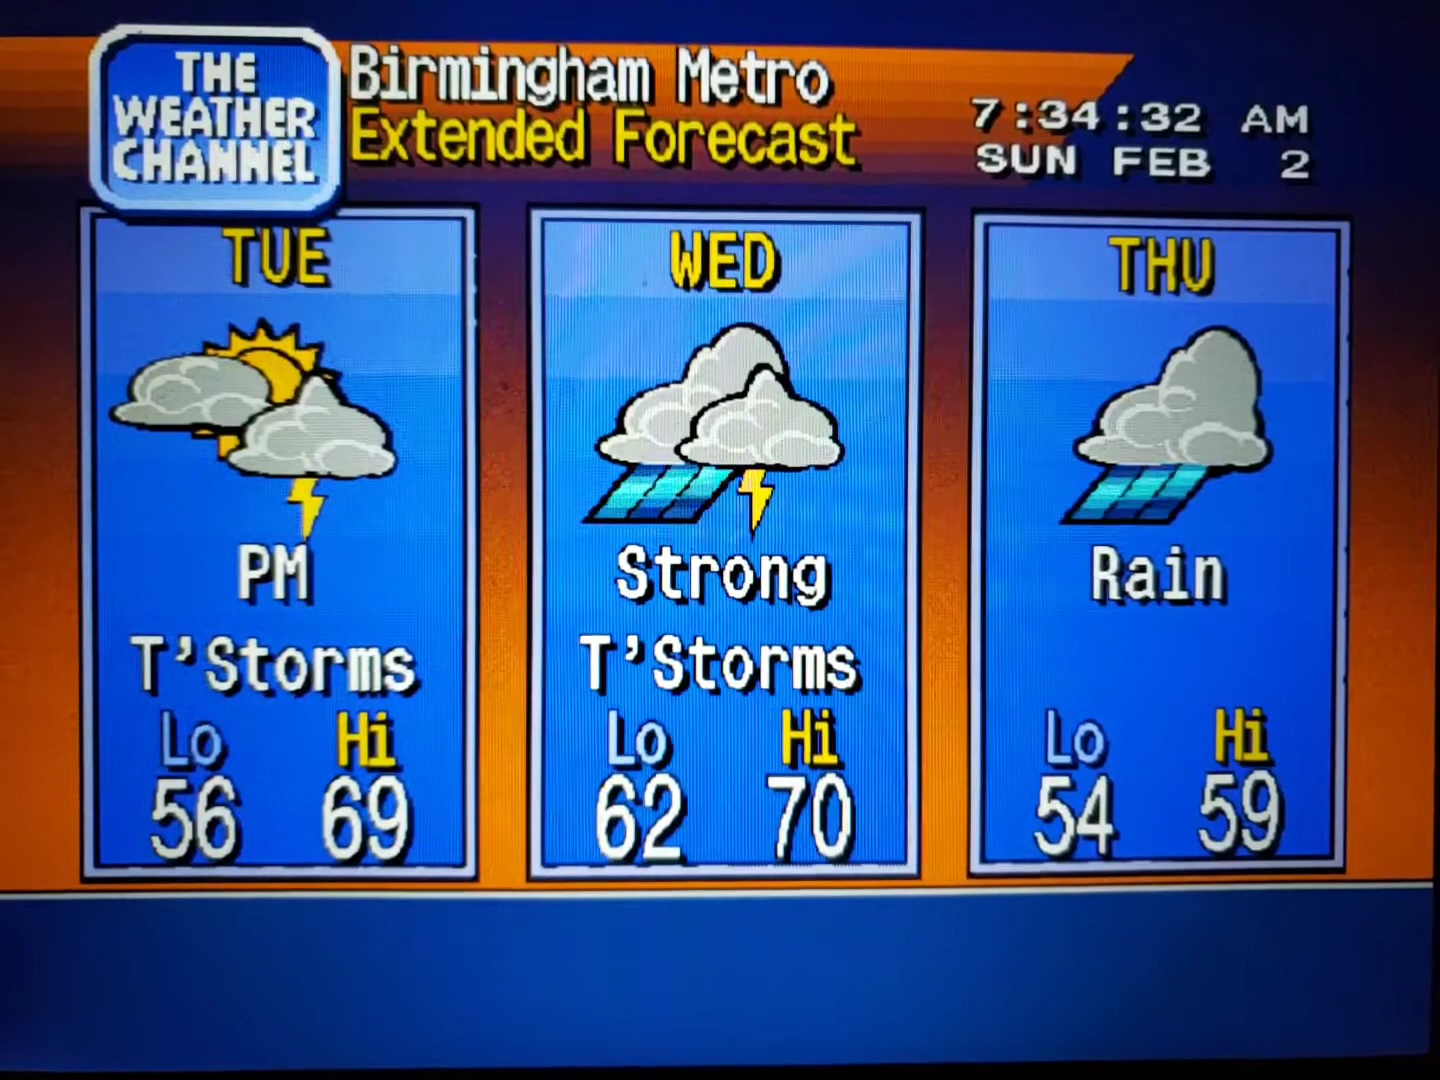 THE
WEATHER
CHANNEL
Birmingham Metro
Extended Forecast
7:34:32 AM
SUN FEB 2
TUE
PM
T'Storms
Lo Hi
56 69
WED
Strong
T'Storms
Lo Hi
62 70
THU
Rain
Lo Hi
54 59